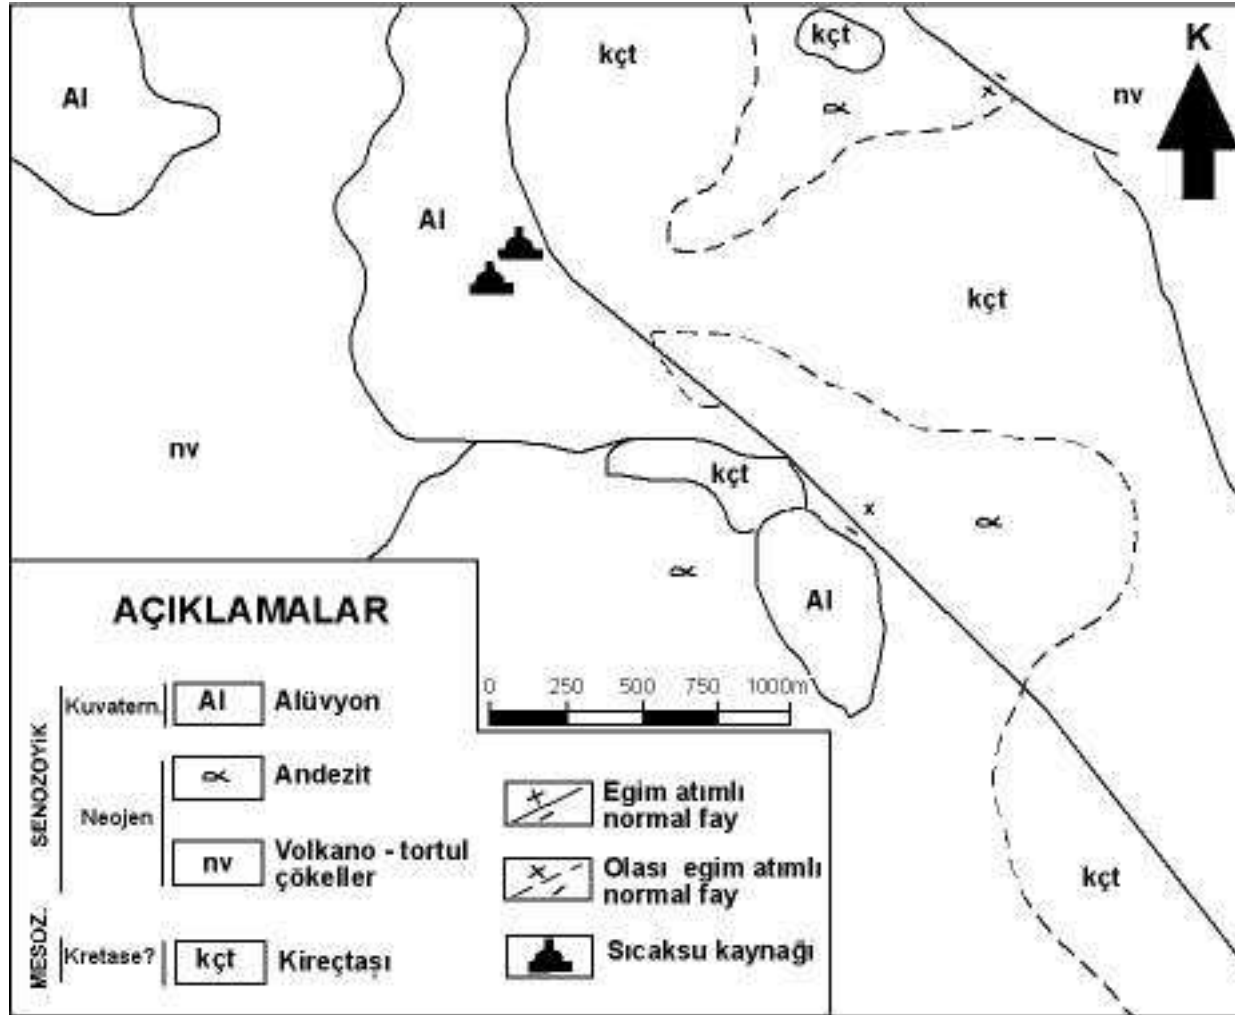 kçt
kçt
K
Al
nv
α
Al
kçt
nv
kçt
α
α
Al
kçt
AÇIKLAMALAR
SENOZOYİK
Kuvatern.
Al
Alüvyon
Neojen
α
Andezit
nv
Volkano - tortul
çökeller
MESOZ.
Kretase?
kçt
Kireçtaşı
0 250 500 750 1000m
Egim atımlı
normal fay
Olası egim atımlı
normal fay
Sıcaksu kaynağı